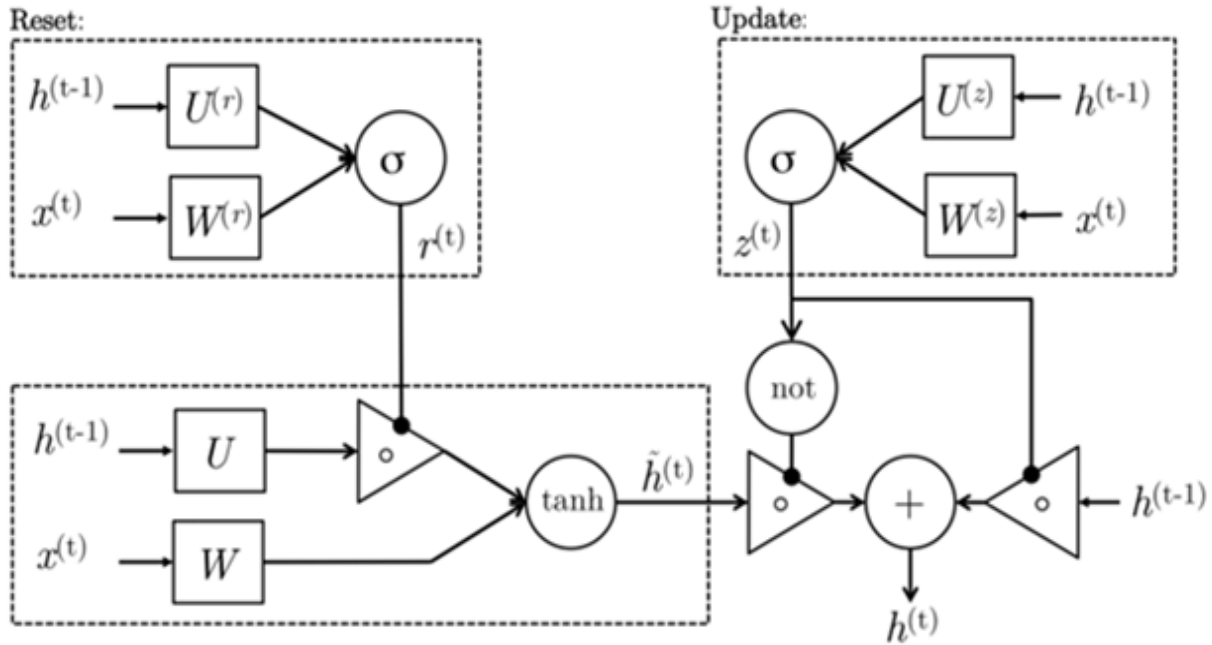 Reset:
h(t-1)
U(r)
σ
x(t)
W(r)
r(t)
Update:
U(z)
h(t-1)
σ
W(z)
x(t)
z(t)
not
h(t-1)
U
∘
tanh
h̃(t)
x(t)
W
∘
+
∘
h(t-1)
h(t)